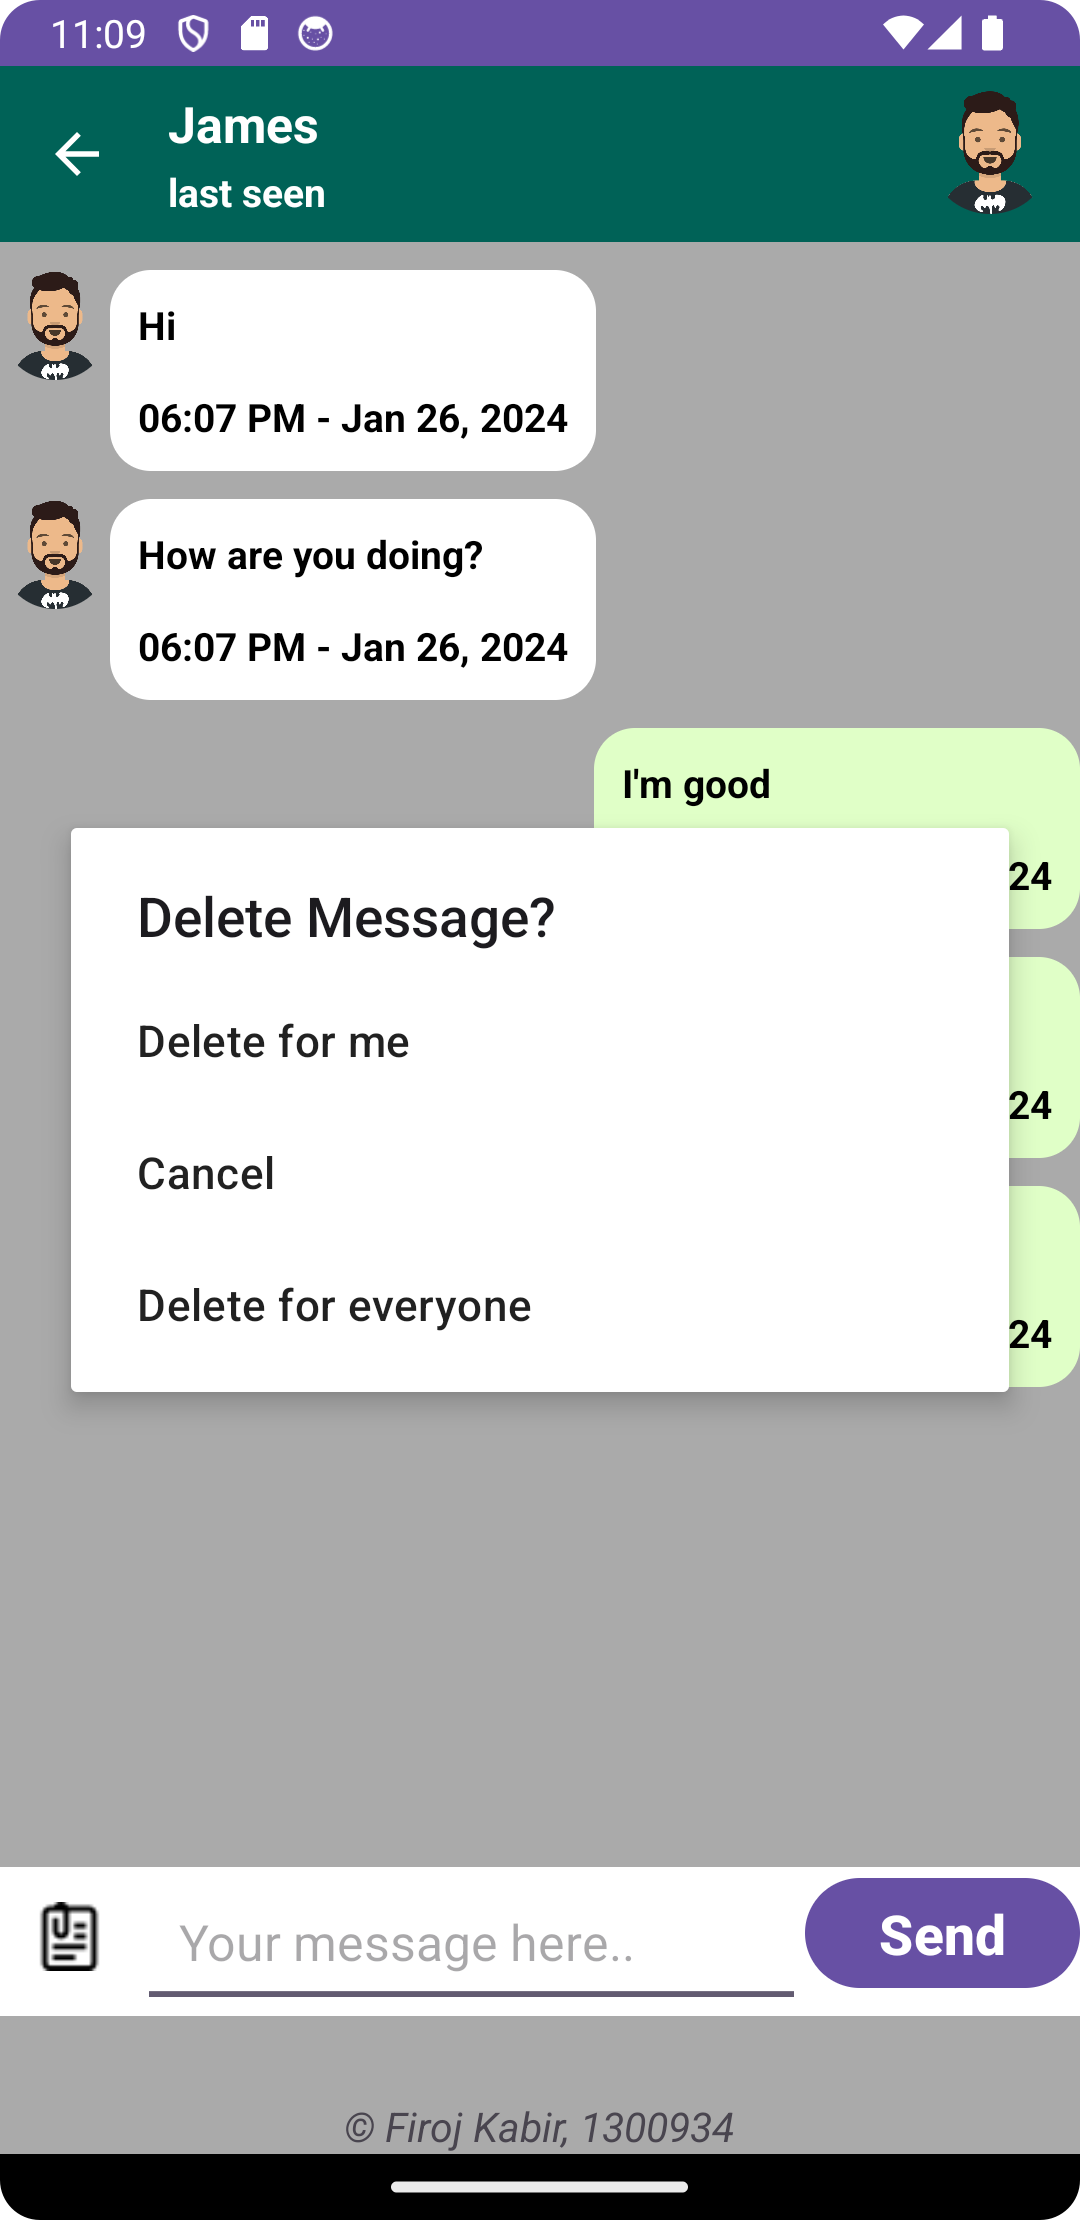 11:09
James
last seen
Hi
06:07 PM - Jan 26, 2024
How are you doing?
06:07 PM - Jan 26, 2024
I'm good
24
Delete Message?
Delete for me
24
Cancel
Delete for everyone
24
Your message here..
Send
© Firoj Kabir, 1300934